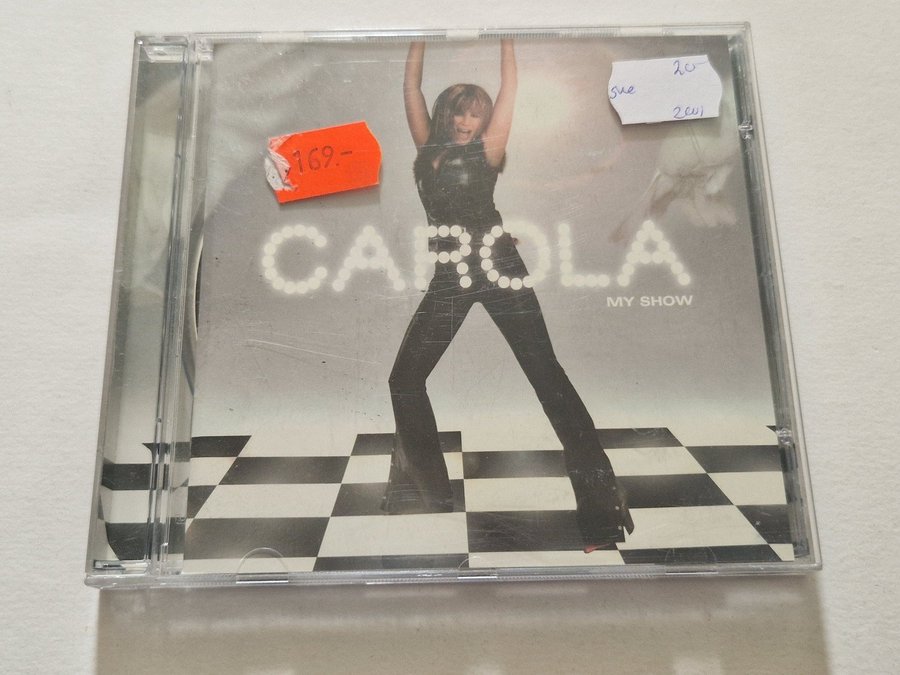 169.-
20-
sve
2001
CAROLA
MY SHOW